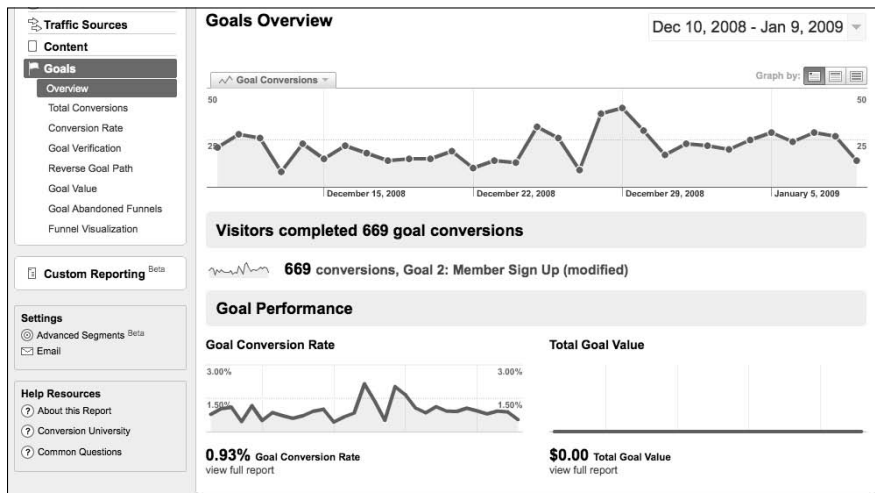 Traffic Sources
Content
Goals
Overview
Total Conversions
Conversion Rate
Goal Verification
Reverse Goal Path
Goal Value
Goal Abandoned Funnels
Funnel Visualization
Custom Reporting Beta
Settings
Advanced Segments Beta
Email
Help Resources
About this Report
Conversion University
Common Questions
Goals Overview
Dec 10, 2008 - Jan 9, 2009
Goal Conversions
Graph by:
50 50
25 25
December 15, 2008 December 22, 2008 December 29, 2008 January 5, 2009
Visitors completed 669 goal conversions
669 conversions, Goal 2: Member Sign Up (modified)
Goal Performance
Goal Conversion Rate
3.00% 3.00%
1.50% 1.50%
0.93% Goal Conversion Rate
view full report
Total Goal Value
$0.00 Total Goal Value
view full report